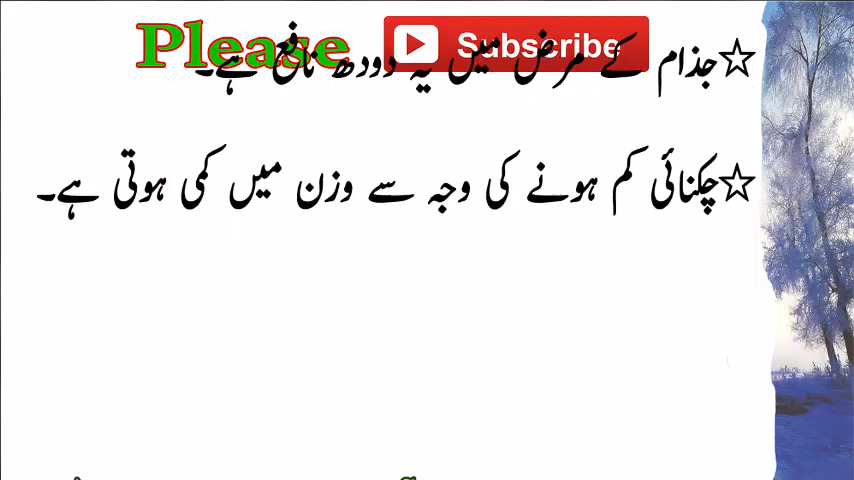 Please Subscribe
☆جذام کے مرض میں یہ دودھ نافع ہے۔
☆چکنائی کم ہونے کی وجہ سے وزن میں کمی ہوتی ہے۔